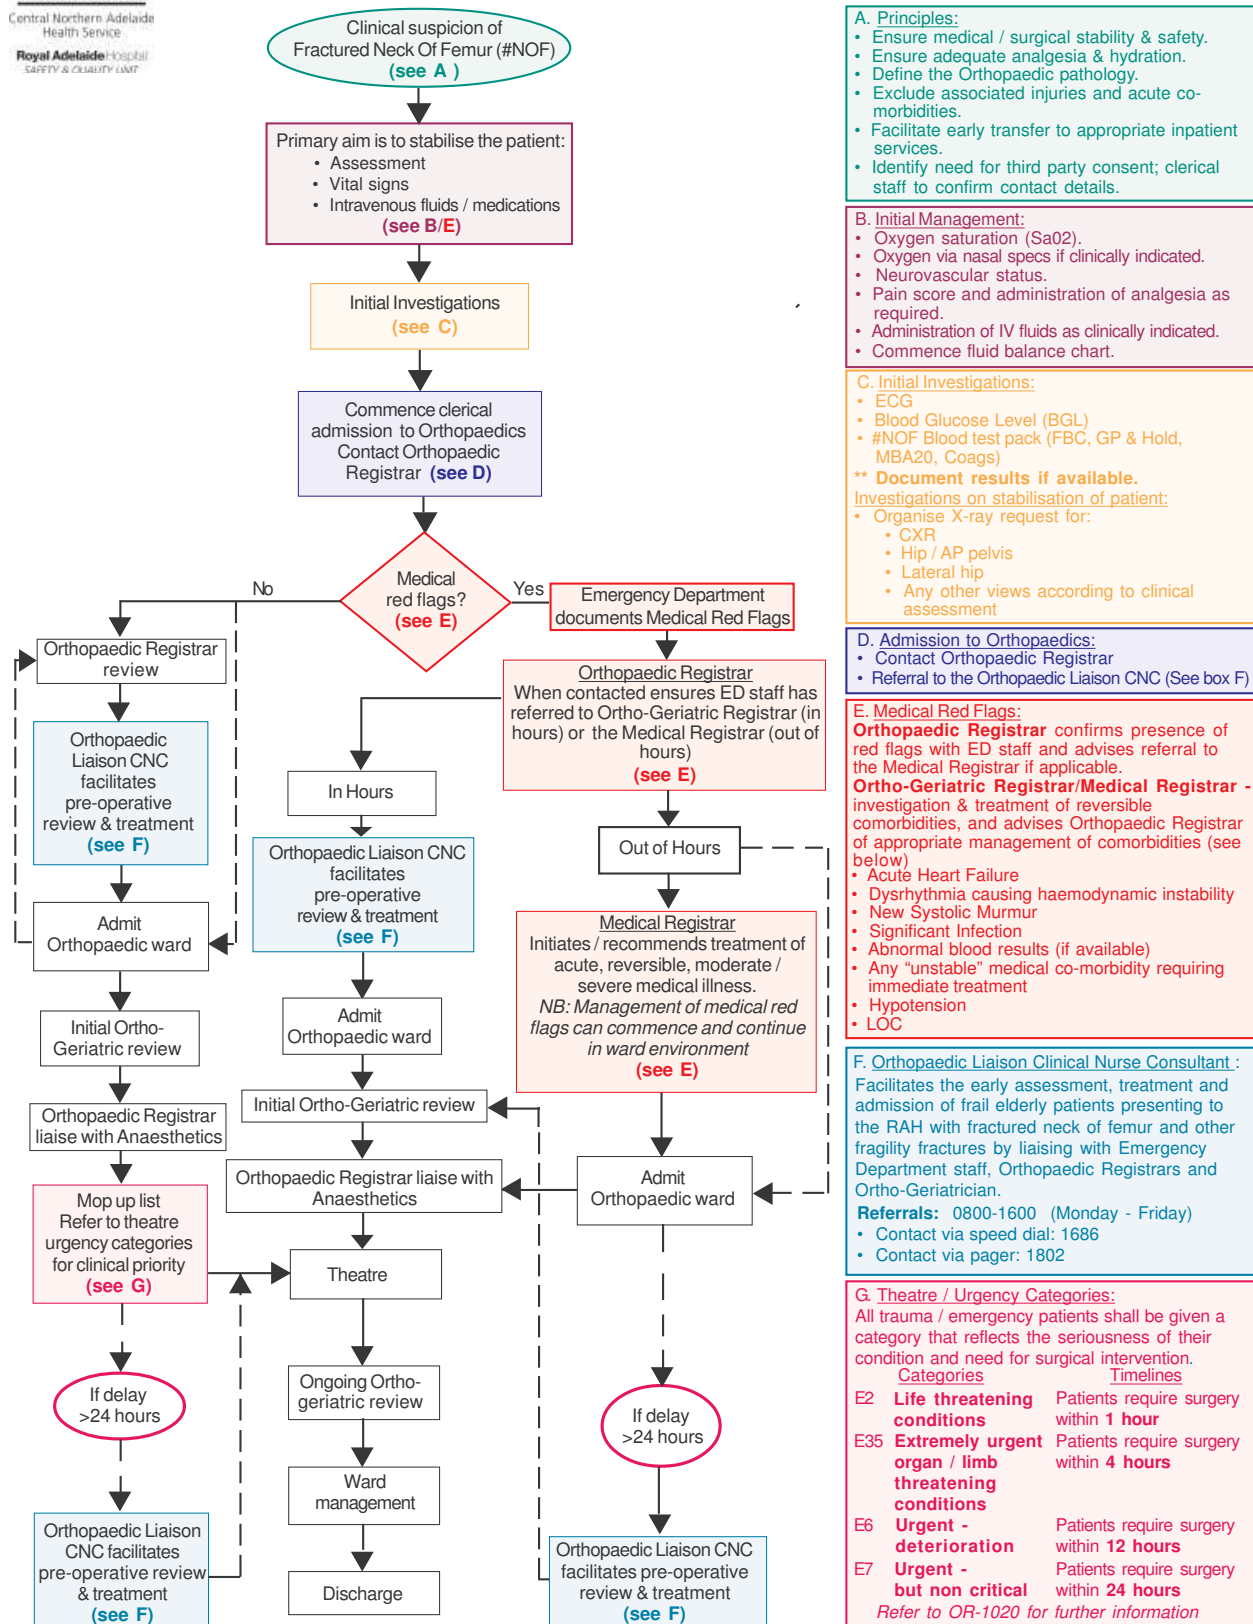 Central Northern Adelaide
Health Service
Royal Adelaide Hospital
SAFETY & QUALITY UNIT
Clinical suspicion of
Fractured Neck Of Femur (#NOF)
(see A )
Primary aim is to stabilise the patient:
• Assessment
• Vital signs
• Intravenous fluids / medications
(see B/E)
Initial Investigations
(see C)
Commence clerical
admission to Orthopaedics
Contact Orthopaedic
Registrar (see D)
Medical
red flags?
(see E)
No
Yes
Emergency Department
documents Medical Red Flags
Orthopaedic Registrar
review
Orthopaedic
Liaison CNC
facilitates
pre-operative
review & treatment
(see F)
Admit
Orthopaedic ward
Initial Ortho-
Geriatric review
Orthopaedic Registrar
liaise with Anaesthetics
Mop up list
Refer to theatre
urgency categories
for clinical priority
(see G)
If delay
>24 hours
Orthopaedic Liaison
CNC facilitates
pre-operative review
& treatment
(see F)
Orthopaedic Registrar
When contacted ensures ED staff has
referred to Ortho-Geriatric Registrar (in
hours) or the Medical Registrar (out of
hours)
(see E)
In Hours
Orthopaedic Liaison CNC
facilitates
pre-operative
review & treatment
(see F)
Admit
Orthopaedic ward
Initial Ortho-Geriatric review
Orthopaedic Registrar liaise with
Anaesthetics
Theatre
Ongoing Ortho-
geriatric review
Ward
management
Discharge
Out of Hours
Medical Registrar
Initiates / recommends treatment of
acute, reversible, moderate /
severe medical illness.
NB: Management of medical red
flags can commence and continue
in ward environment
(see E)
Admit
Orthopaedic ward
If delay
>24 hours
Orthopaedic Liaison CNC
facilitates pre-operative
review & treatment
(see F)
A. Principles:
• Ensure medical / surgical stability & safety.
• Ensure adequate analgesia & hydration.
• Define the Orthopaedic pathology.
• Exclude associated injuries and acute co-
morbidities.
• Facilitate early transfer to appropriate inpatient
services.
• Identify need for third party consent; clerical
staff to confirm contact details.
B. Initial Management:
• Oxygen saturation (Sa02).
• Oxygen via nasal specs if clinically indicated.
• Neurovascular status.
• Pain score and administration of analgesia as
required.
• Administration of IV fluids as clinically indicated.
• Commence fluid balance chart.
C. Initial Investigations:
• ECG
• Blood Glucose Level (BGL)
• #NOF Blood test pack (FBC, GP & Hold,
MBA20, Coags)
** Document results if available.
Investigations on stabilisation of patient:
• Organise X-ray request for:
• CXR
• Hip / AP pelvis
• Lateral hip
• Any other views according to clinical
assessment
D. Admission to Orthopaedics:
• Contact Orthopaedic Registrar
• Referral to the Orthopaedic Liaison CNC (See box F)
E. Medical Red Flags:
Orthopaedic Registrar confirms presence of
red flags with ED staff and advises referral to
the Medical Registrar if applicable.
Ortho-Geriatric Registrar/Medical Registrar -
investigation & treatment of reversible
comorbidities, and advises Orthopaedic Registrar
of appropriate management of comorbidities (see
below)
• Acute Heart Failure
• Dysrhythmia causing haemodynamic instability
• New Systolic Murmur
• Significant Infection
• Abnormal blood results (if available)
• Any “unstable” medical co-morbidity requiring
immediate treatment
• Hypotension
• LOC
F. Orthopaedic Liaison Clinical Nurse Consultant :
Facilitates the early assessment, treatment and
admission of frail elderly patients presenting to
the RAH with fractured neck of femur and other
fragility fractures by liaising with Emergency
Department staff, Orthopaedic Registrars and
Ortho-Geriatrician.
Referrals: 0800-1600 (Monday - Friday)
• Contact via speed dial: 1686
• Contact via pager: 1802
G. Theatre / Urgency Categories:
All trauma / emergency patients shall be given a
category that reflects the seriousness of their
condition and need for surgical intervention.
Categories Timelines
E2 Life threatening Patients require surgery
conditions within 1 hour
E35 Extremely urgent Patients require surgery
organ / limb within 4 hours
threatening
conditions
E6 Urgent - Patients require surgery
deterioration within 12 hours
E7 Urgent - Patients require surgery
but non critical within 24 hours
Refer to OR-1020 for further information